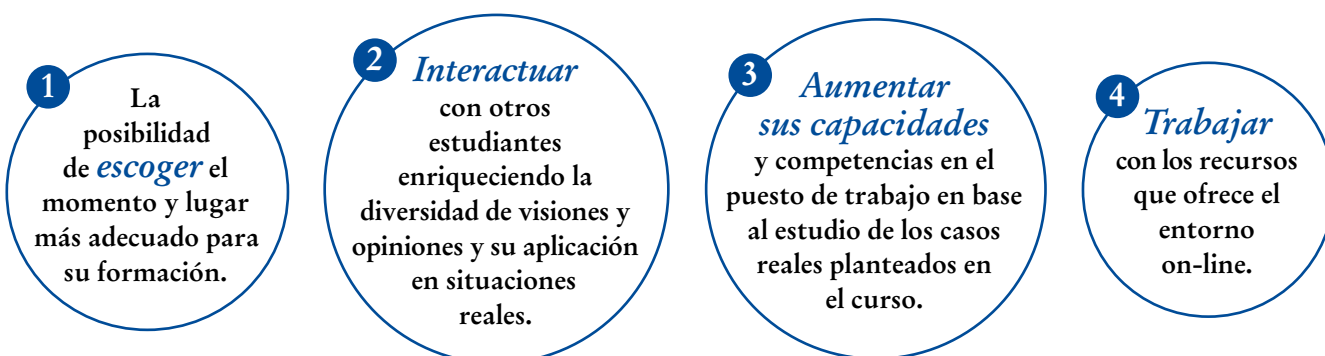 1
La
posibilidad
de escoger el
momento y lugar
más adecuado para
su formación.
2
Interactuar
con otros
estudiantes
enriqueciendo la
diversidad de visiones y
opiniones y su aplicación
en situaciones
reales.
3
Aumentar
sus capacidades
y competencias en el
puesto de trabajo en base
al estudio de los casos
reales planteados en
el curso.
4
Trabajar
con los recursos
que ofrece el
entorno
on-line.